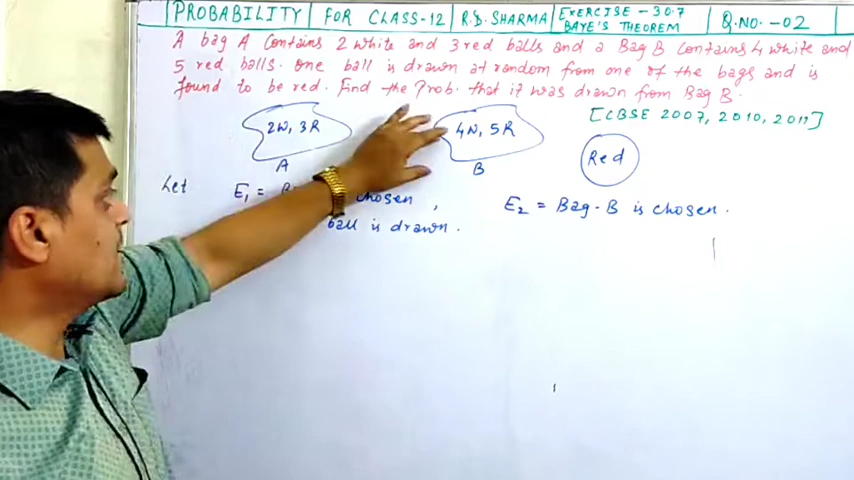 PROBABILITY FOR CLASS-12 R.D. SHARMA EXERCISE - 30.7 BAYE'S THEOREM Q.NO. - 02
A bag A contains 2 white and 3 red balls and a Bag B contains 4 white and
5 red balls. one ball is drawn at random from one of the bags and is
found to be red. Find the Prob. that it was drawn from Bag B.
[CBSE 2007, 2010, 2011]
2W, 3R 4W, 5R Red
A B
Let E1 = chosen , E2 = Bag-B is chosen.
ball is drawn.